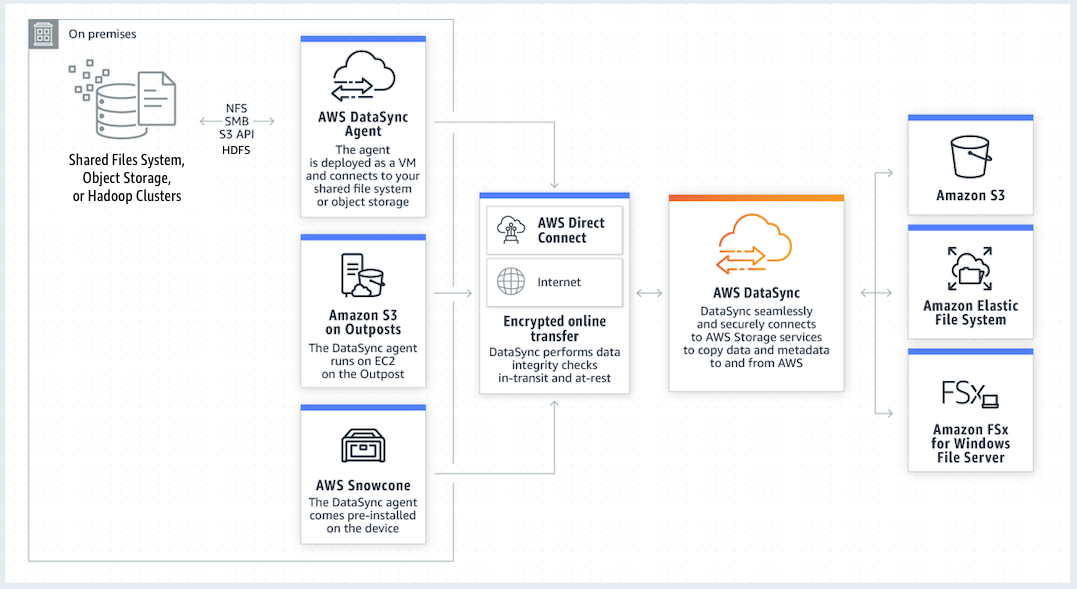 On premises
Shared Files System,
Object Storage,
or Hadoop Clusters
NFS
SMB
S3 API
HDFS
AWS DataSync
Agent
The agent
is deployed as a VM
and connects to your
shared file system
or object storage
Amazon S3
on Outposts
The DataSync agent
runs on EC2
on the Outpost
AWS Snowcone
The DataSync agent
comes pre-installed
on the device
AWS Direct
Connect
Internet
Encrypted online
transfer
DataSync performs data
integrity checks
in-transit and at-rest
AWS DataSync
DataSync seamlessly
and securely connects
to AWS Storage services
to copy data and metadata
to and from AWS
Amazon S3
Amazon Elastic
File System
FSx
Amazon FSx
for Windows
File Server